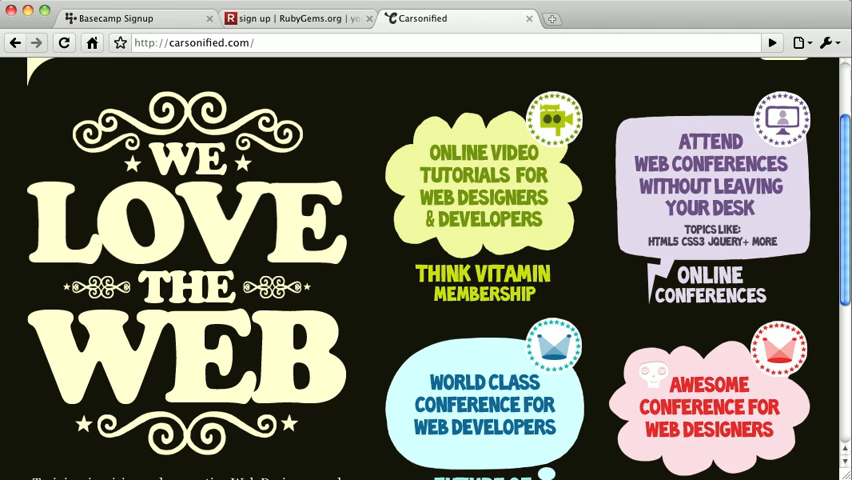 Basecamp Signup
sign up | RubyGems.org | yo
Carsonified
http://carsonified.com/
WE
LOVE
THE
WEB
ONLINE VIDEO
TUTORIALS FOR
WEB DESIGNERS
& DEVELOPERS
THINK VITAMIN
MEMBERSHIP
ATTEND
WEB CONFERENCES
WITHOUT LEAVING
YOUR DESK
TOPICS LIKE:
HTML5 CSS3 JQUERY+ MORE
ONLINE
CONFERENCES
WORLD CLASS
CONFERENCE FOR
WEB DEVELOPERS
AWESOME
CONFERENCE FOR
WEB DESIGNERS
FUTURE OF